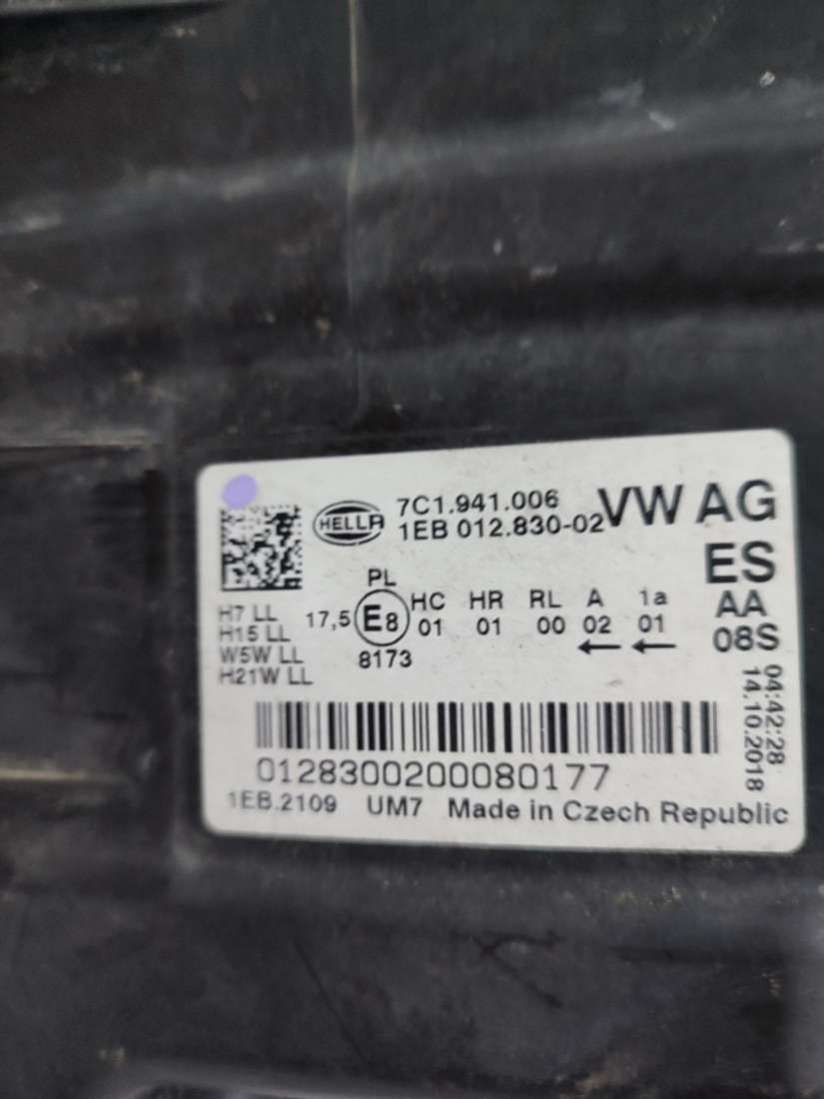 HELLA
7C1.941.006
1EB 012.830-02
VW AG
ES
AA
08S
PL
17,5 E8 HC HR RL A 1a
01 01 00 02 01
← ←
8173
H7 LL
H15 LL
W5W LL
H21W LL
04:42:28
14.10.2018
0128300200080177
1EB.2109 UM7 Made in Czech Republic